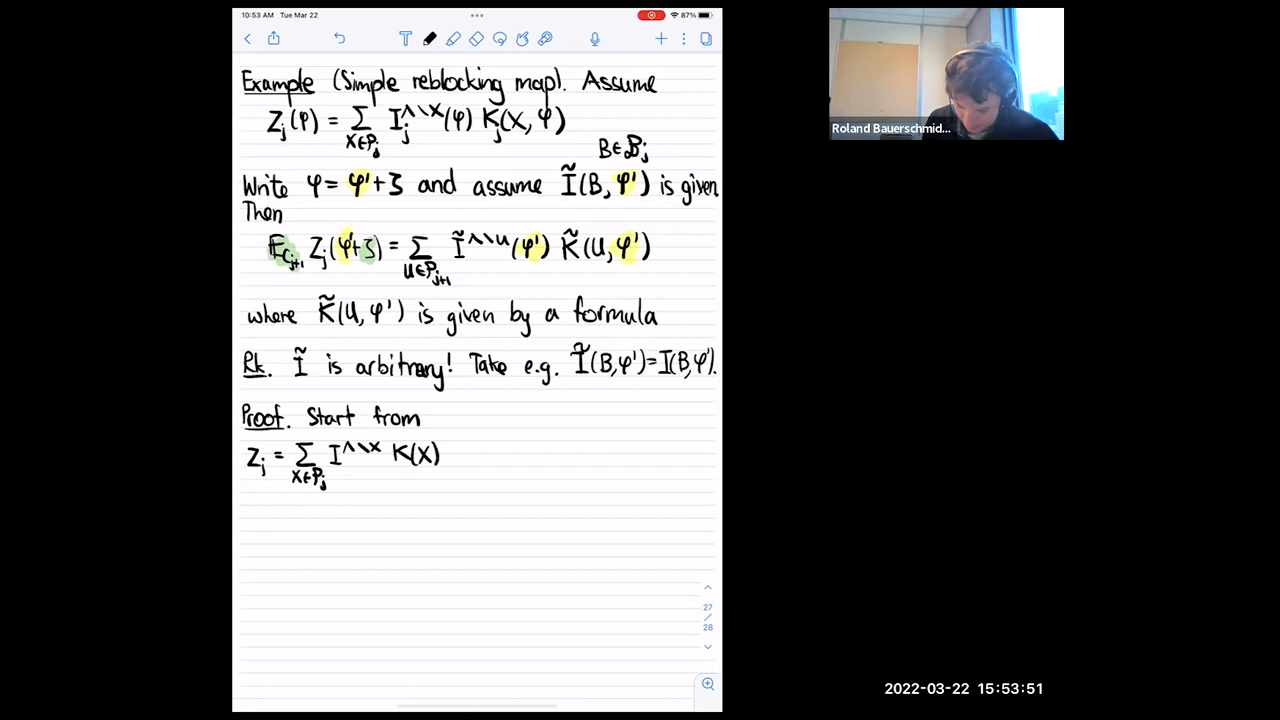 10:53 AM Tue Mar 22
87%
Example (Simple reblocking map). Assume
Z_j(φ) = Σ_{X∈P_j} I_j^{Λ\X}(φ) K_j(X, φ)
B∈B_j
Write φ = φ' + ζ and assume Ĩ(B, φ') is given
Then
E_{C_{j+1}} Z_j(φ'+ζ) = Σ_{U∈P_{j+1}} Ĩ^{Λ\U}(φ') K̃(U, φ')
where K̃(U, φ') is given by a formula
Rk. Ĩ is arbitrary! Take e.g. Ĩ(B,φ')=I(B,φ').
Proof. Start from
Z_j = Σ_{X∈P_j} I^{Λ\X} K(X)
27
/
28
Roland Bauerschmid...
2022-03-22 15:53:51